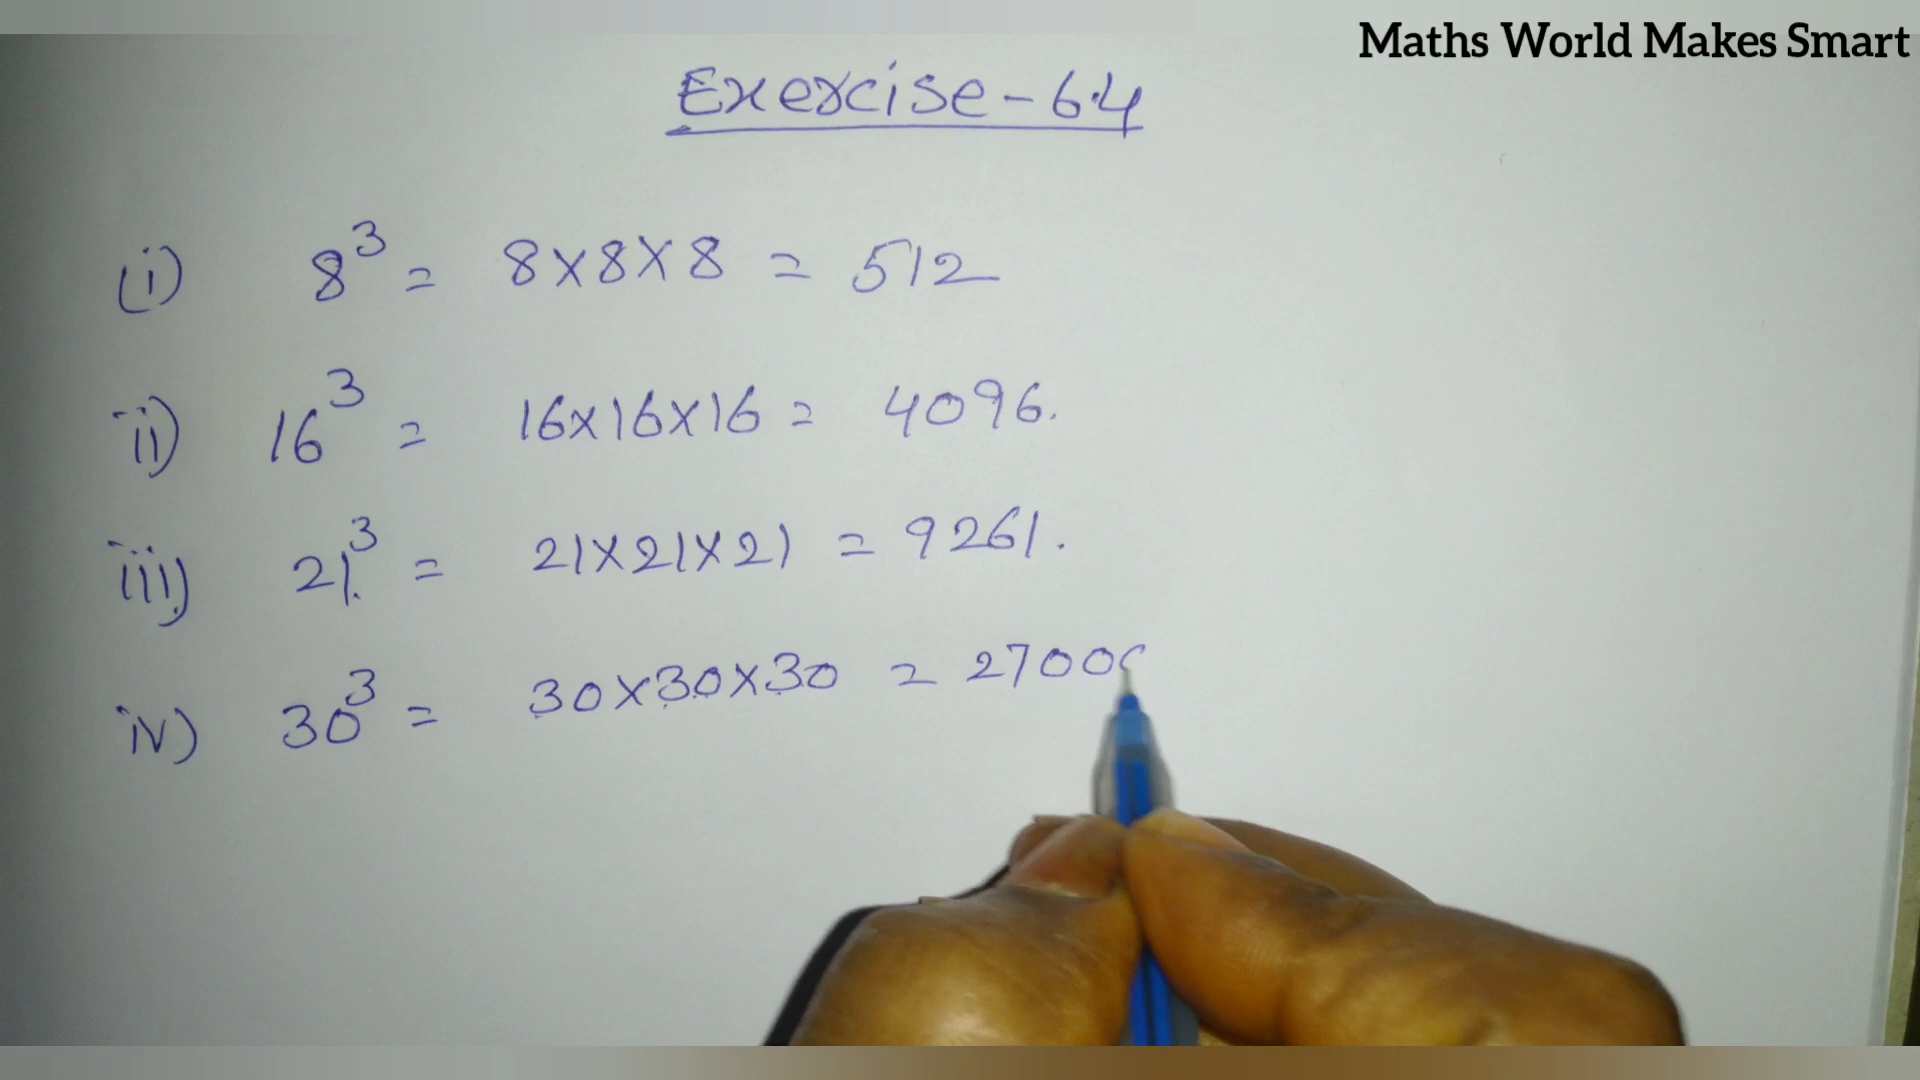 Maths World Makes Smart
Exercise-6.4
(i) 8³ = 8×8×8 = 512
ii) 16³ = 16×16×16 = 4096.
iii) 21³ = 21×21×21 = 9261.
iv) 30³ = 30×30×30 = 27000